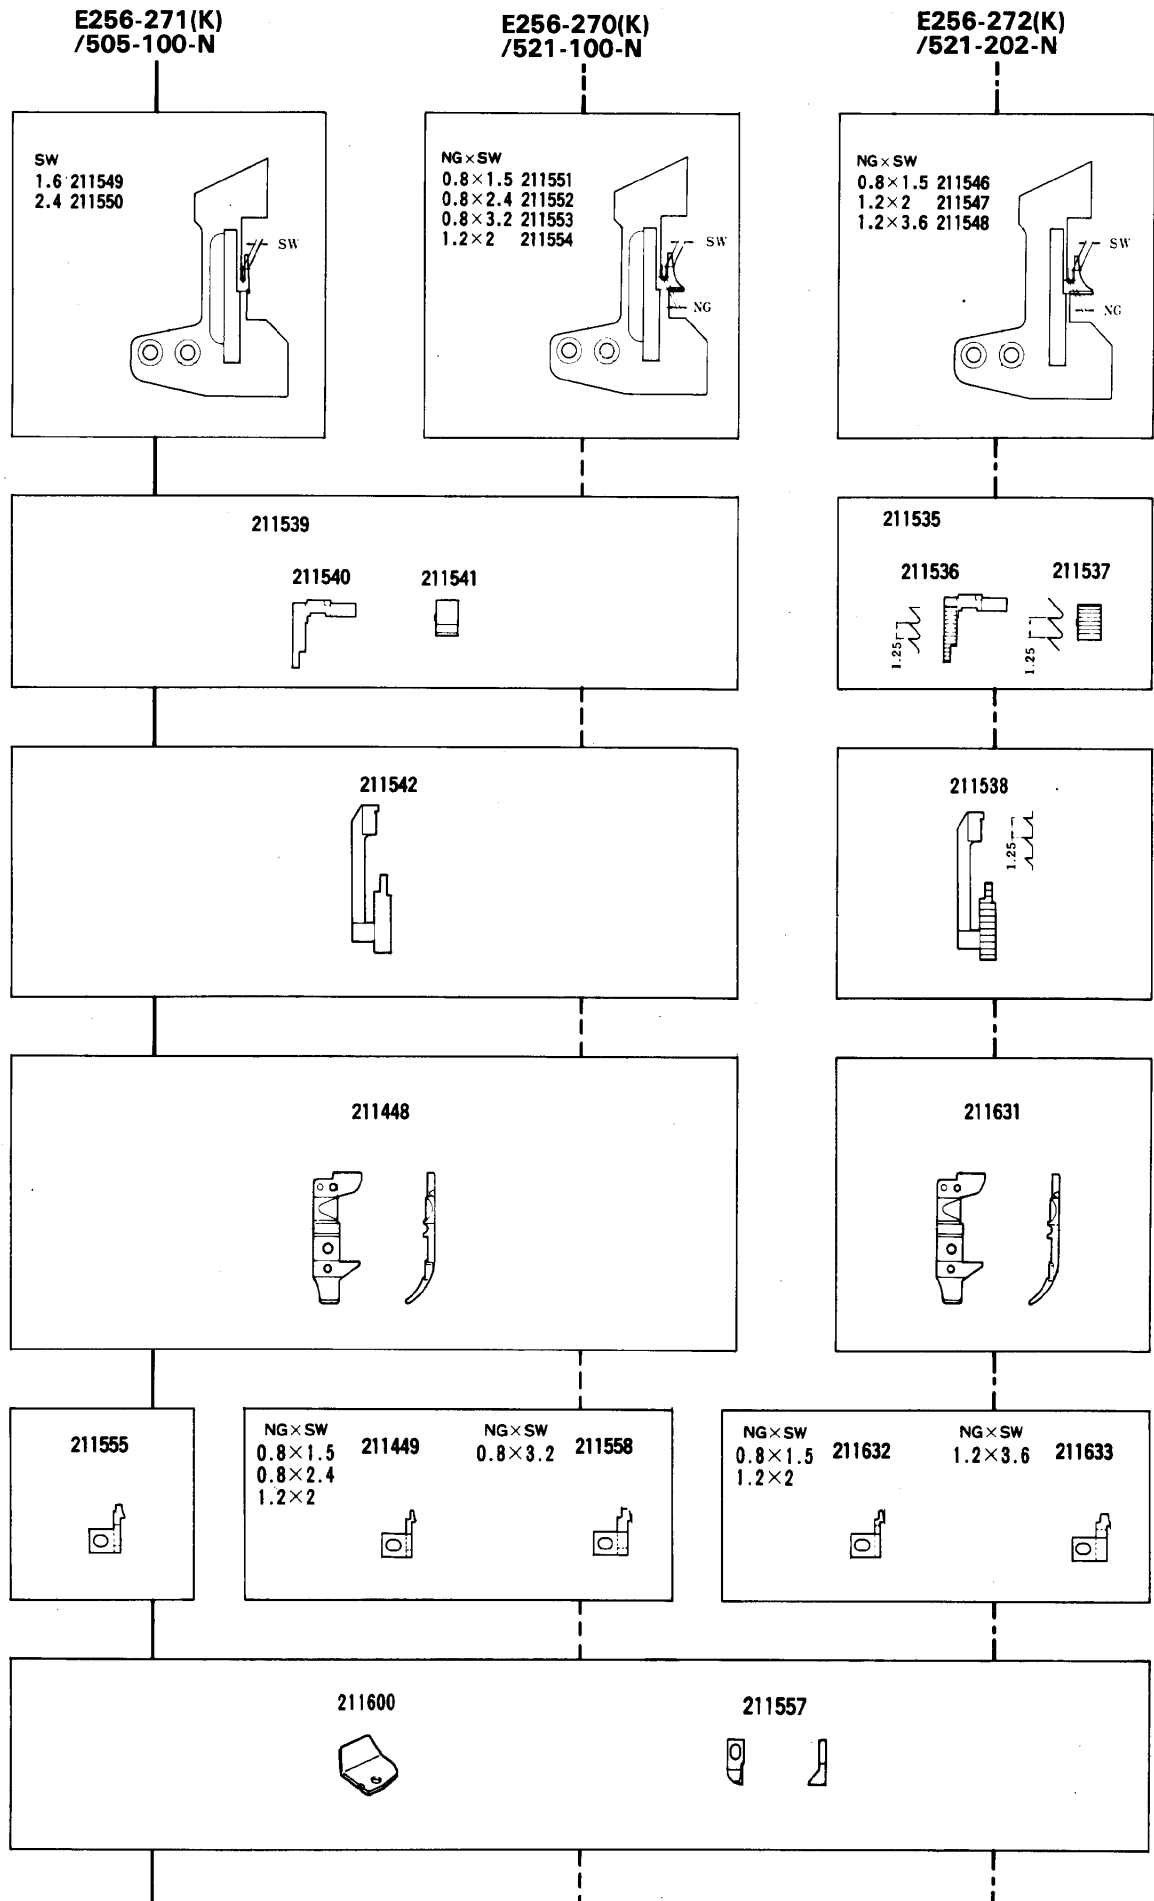 E256-271(K)
/505-100-N
E256-270(K)
/521-100-N
E256-272(K)
/521-202-N
SW
1.6 211549
2.4 211550
SW
NG×SW
0.8×1.5 211551
0.8×2.4 211552
0.8×3.2 211553
1.2×2 211554
SW
NG
NG×SW
0.8×1.5 211546
1.2×2 211547
1.2×3.6 211548
SW
NG
211539
211540
211541
211535
211536
211537
1.25
1.25
211542
211538
1.25
211448
211631
211555
NG×SW
0.8×1.5
0.8×2.4
1.2×2
211449
NG×SW
0.8×3.2
211558
NG×SW
0.8×1.5
1.2×2
211632
NG×SW
1.2×3.6
211633
211600
211557